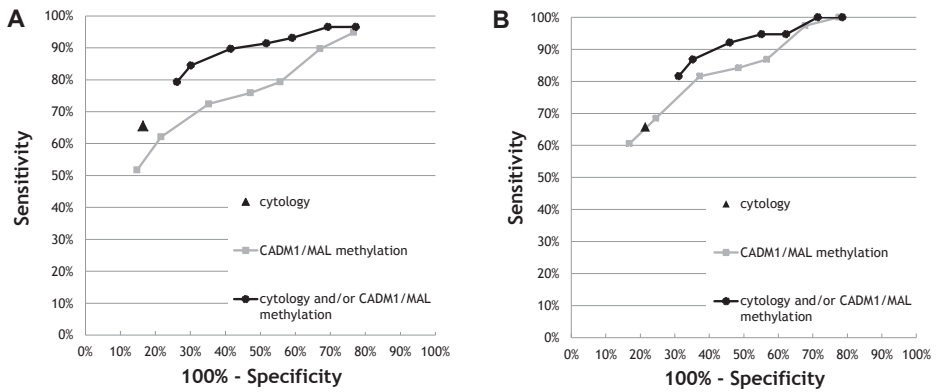 A
100%
90%
80%
70%
60%
50%
40%
30%
20%
10%
0%
Sensitivity
cytology
CADM1/MAL methylation
cytology and/or CADM1/MAL
methylation
0% 10% 20% 30% 40% 50% 60% 70% 80% 90% 100%
100% - Specificity
B
100%
90%
80%
70%
60%
50%
40%
30%
20%
10%
0%
Sensitivity
cytology
CADM1/MAL methylation
cytology and/or CADM1/MAL
methylation
0% 10% 20% 30% 40% 50% 60% 70% 80% 90% 100%
100% - Specificity